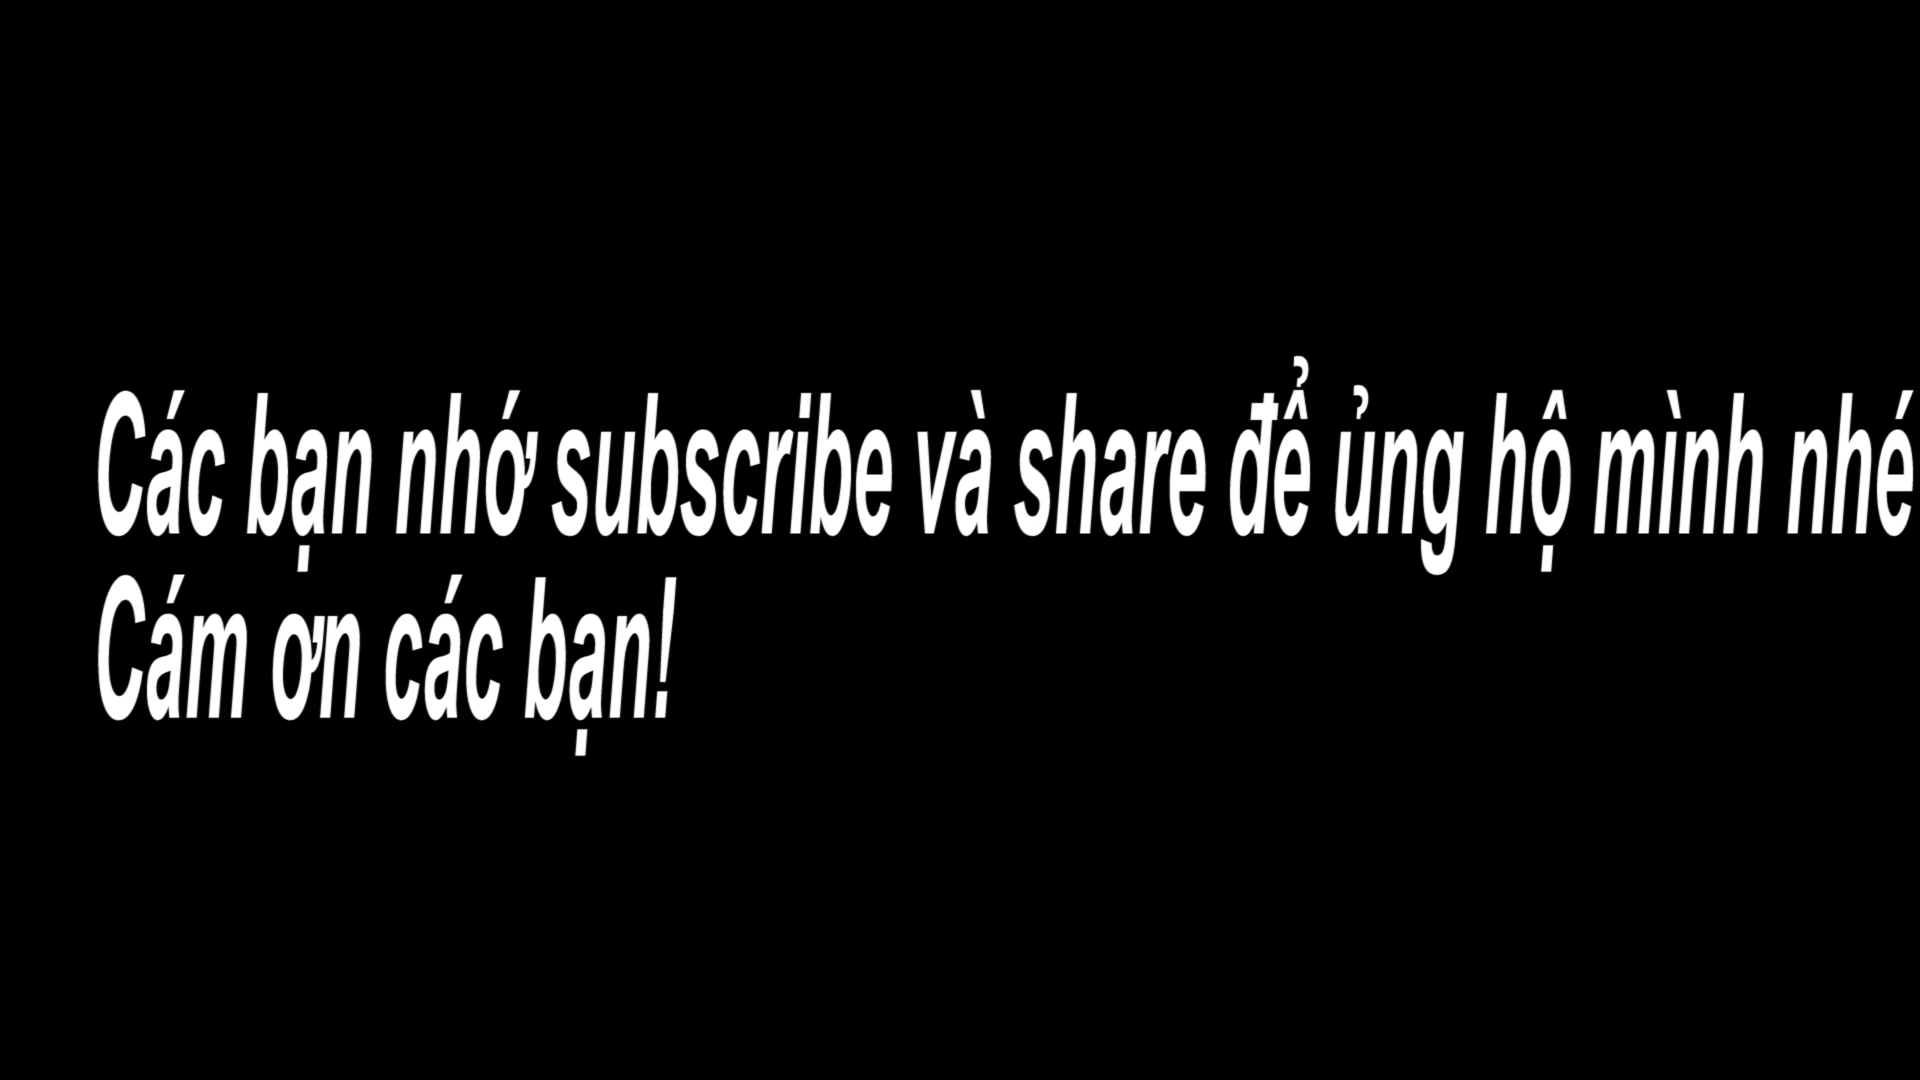 Các bạn nhớ subscribe và share để ủng hộ mình nhé
Cám ơn các bạn!